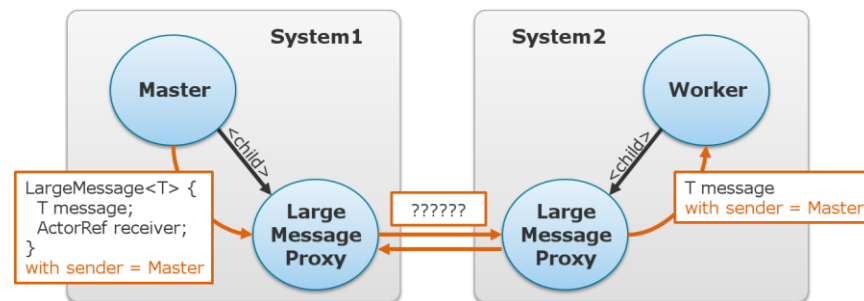 System1
System2
Master
Worker
<child>
<child>
LargeMessage<T> {
T message;
ActorRef receiver;
}
with sender = Master
Large
Message
Proxy
??????
Large
Message
Proxy
T message
with sender = Master